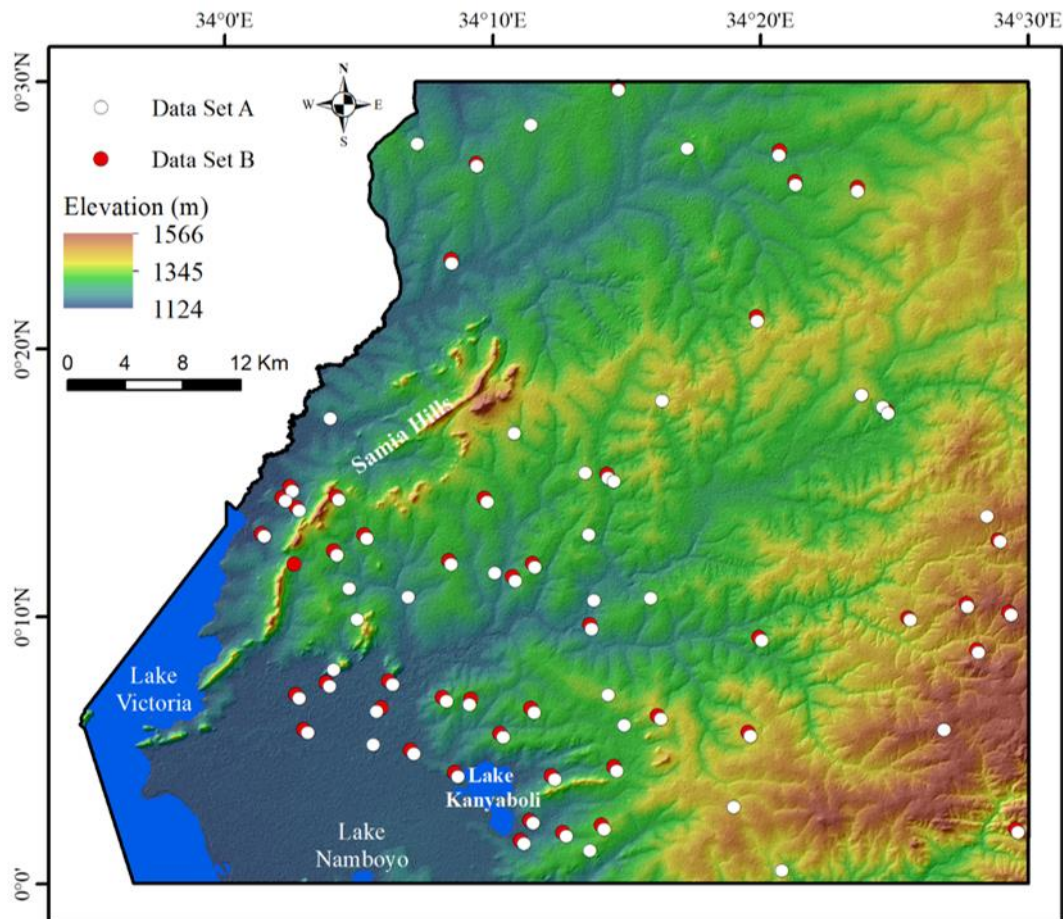 34°0'E 34°10'E 34°20'E 34°30'E
0°30'N
N
W E
S
Data Set A
Data Set B
Elevation (m)
1566
1345
1124
0°20'N
0 4 8 12 Km
Samia Hills
0°10'N
Lake
Victoria
Lake
Kanyaboli
Lake
Namboyo
0°0'